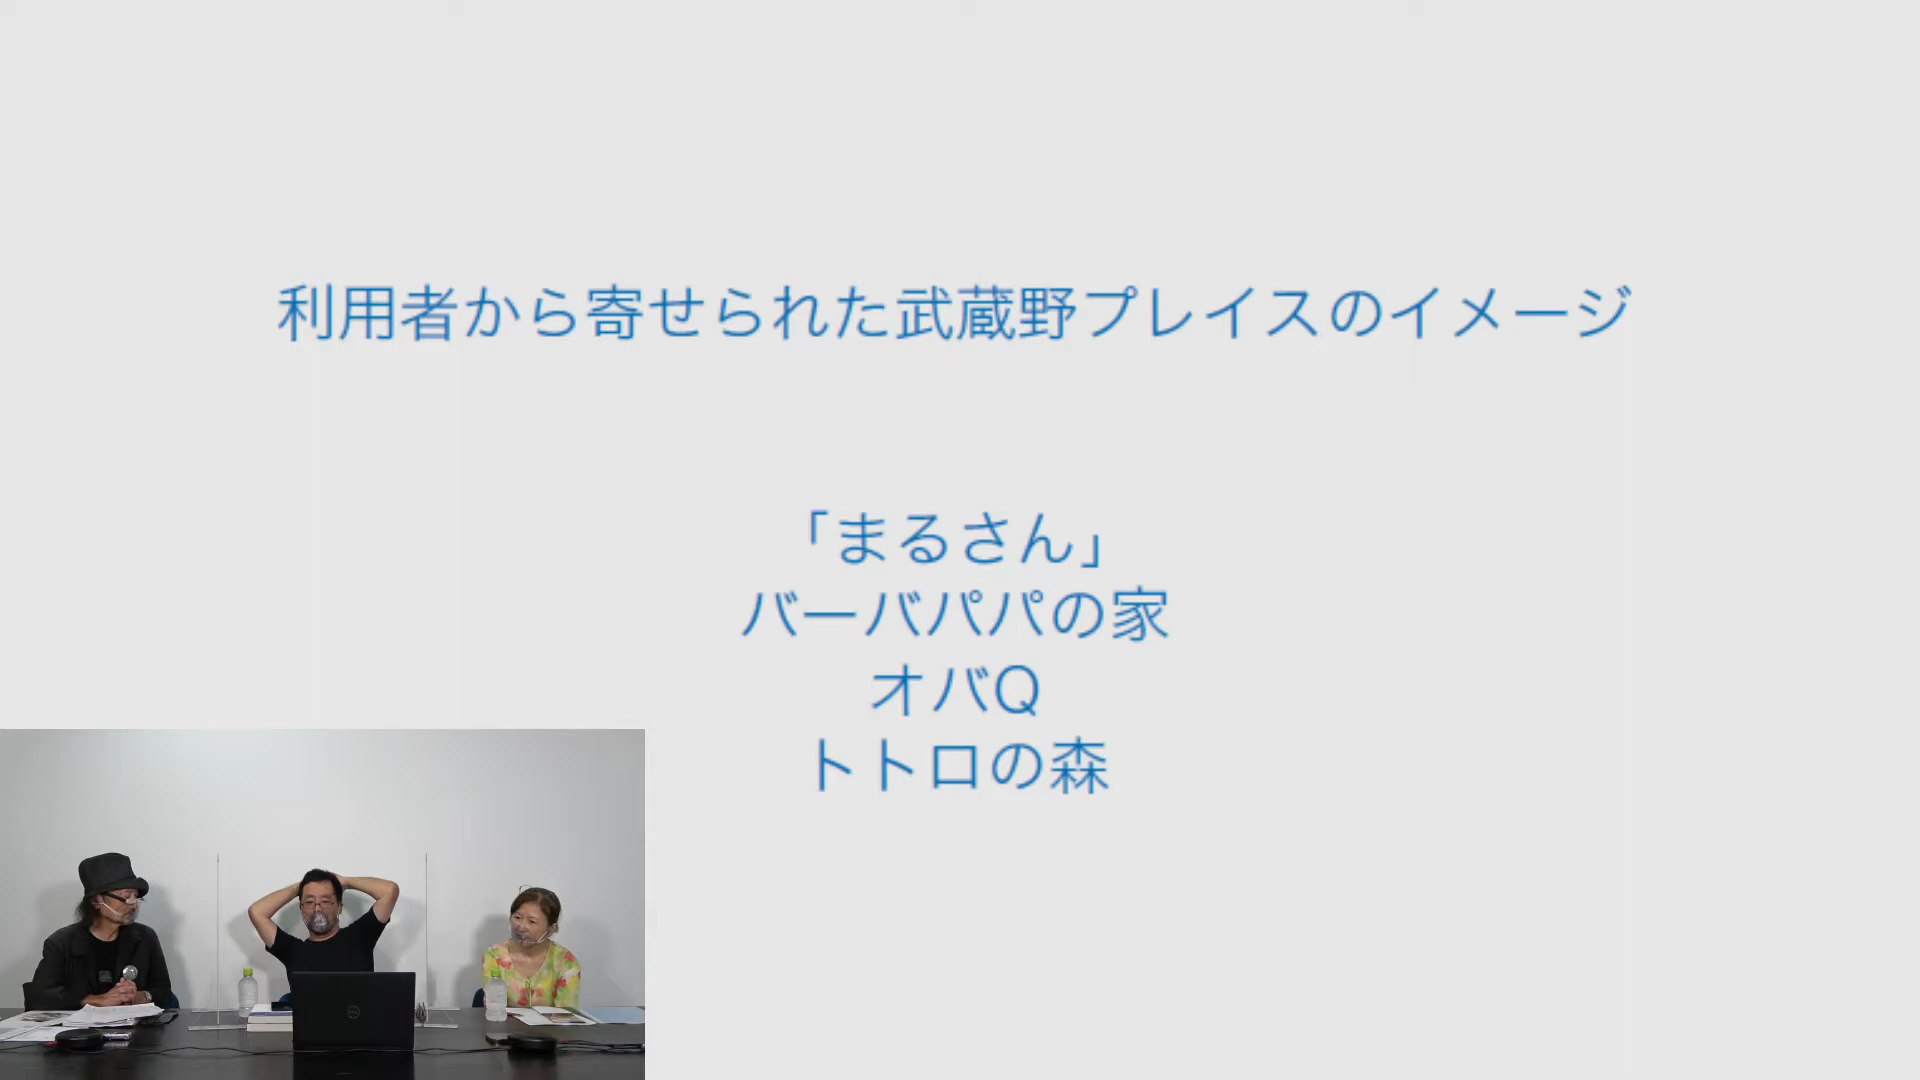 利用者から寄せられた武蔵野プレイスのイメージ
「まるさん」
バーバパパの家
オバQ
トトロの森